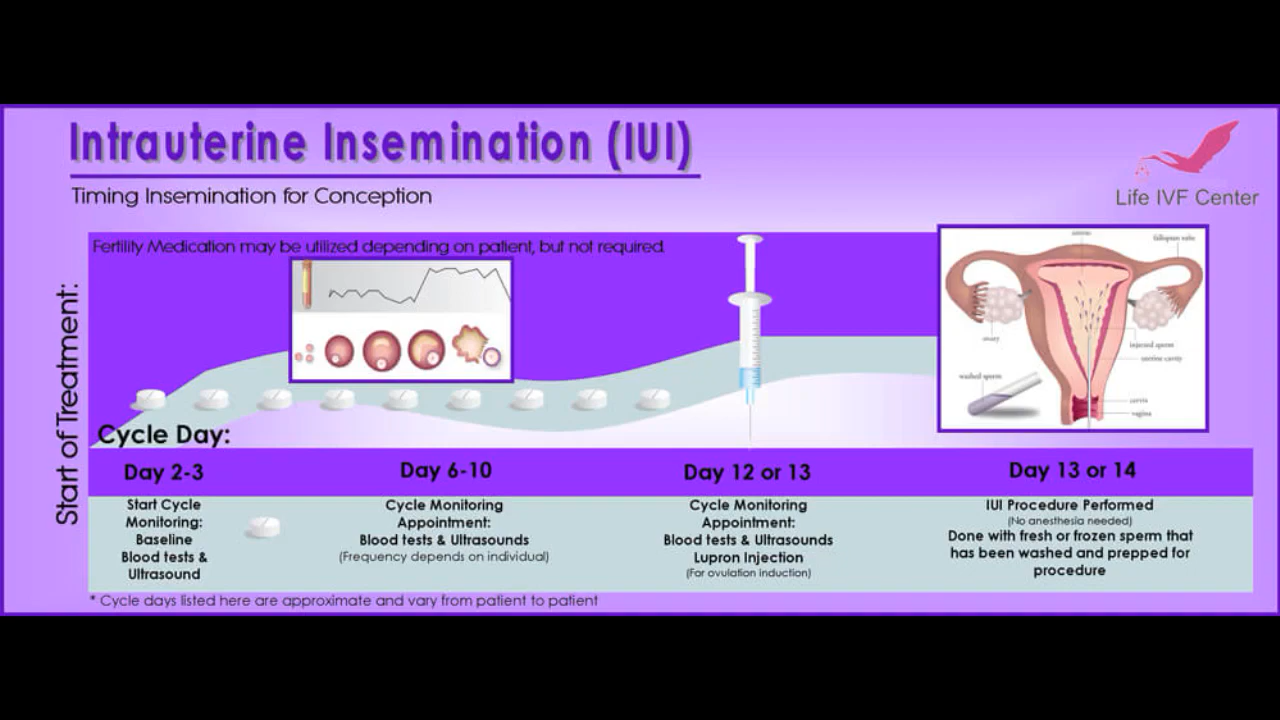 Intrauterine Insemination (IUI)
Timing Insemination for Conception
Life IVF Center
Start of Treatment:
Fertility Medication may be utilized depending on patient, but not required.
uterus
fallopian tube
ovary
injected sperm
uterine cavity
washed sperm
cervix
vagina
Cycle Day:
Day 2-3
Start Cycle
Monitoring:
Baseline
Blood tests &
Ultrasound
Day 6-10
Cycle Monitoring
Appointment:
Blood tests & Ultrasounds
(Frequency depends on individual)
Day 12 or 13
Cycle Monitoring
Appointment:
Blood tests & Ultrasounds
Lupron Injection
(For ovulation induction)
Day 13 or 14
IUI Procedure Performed
(No anesthesia needed)
Done with fresh or frozen sperm that
has been washed and prepped for
procedure
* Cycle days listed here are approximate and vary from patient to patient